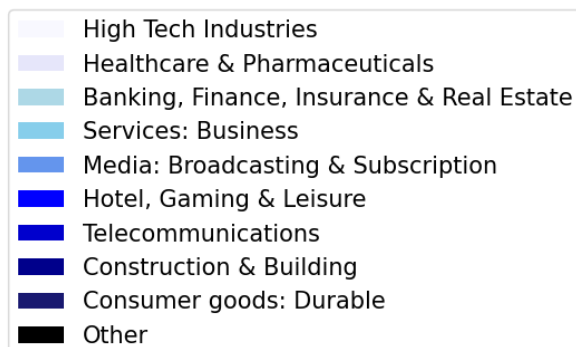 High Tech Industries
Healthcare & Pharmaceuticals
Banking, Finance, Insurance & Real Estate
Services: Business
Media: Broadcasting & Subscription
Hotel, Gaming & Leisure
Telecommunications
Construction & Building
Consumer goods: Durable
Other